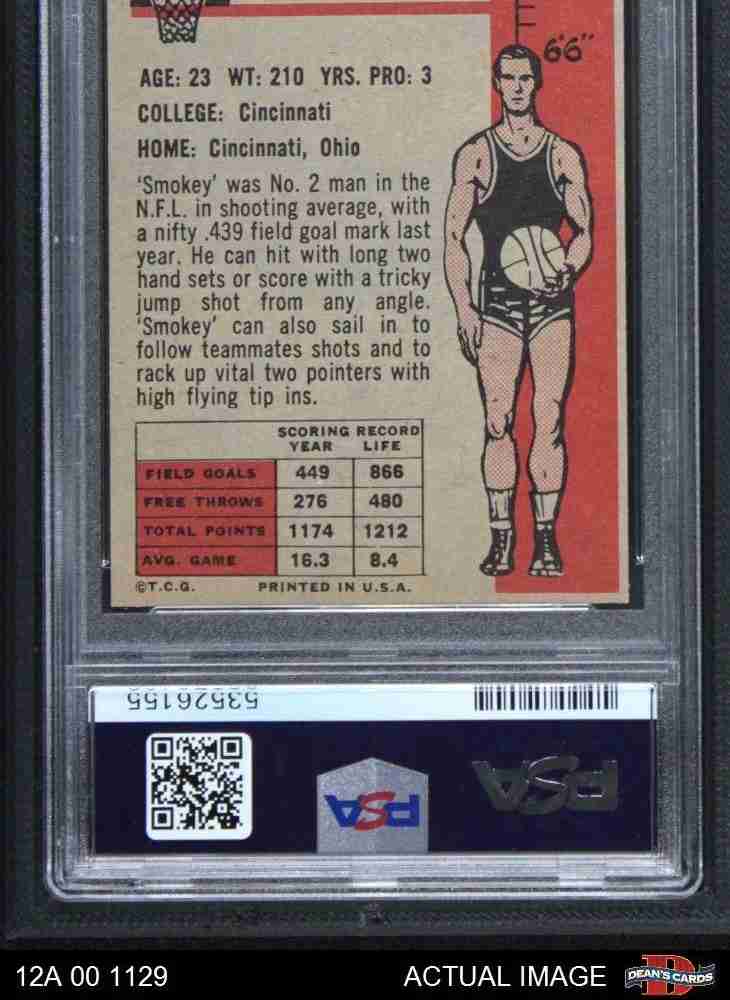 6'6"
AGE: 23 WT: 210 YRS. PRO: 3
COLLEGE: Cincinnati
HOME: Cincinnati, Ohio
'Smokey' was No. 2 man in the
N.F.L. in shooting average, with
a nifty .439 field goal mark last
year. He can hit with long two
hand sets or score with a tricky
jump shot from any angle.
'Smokey' can also sail in to
follow teammates shots and to
rack up vital two pointers with
high flying tip ins.
SCORING RECORD
YEAR LIFE
FIELD GOALS 449 866
FREE THROWS 276 480
TOTAL POINTS 1174 1212
AVG. GAME 16.3 8.4
©T.C.G. PRINTED IN U.S.A.
53526155
PSA
PSA
12A 00 1129 ACTUAL IMAGE DEAN'S CARDS